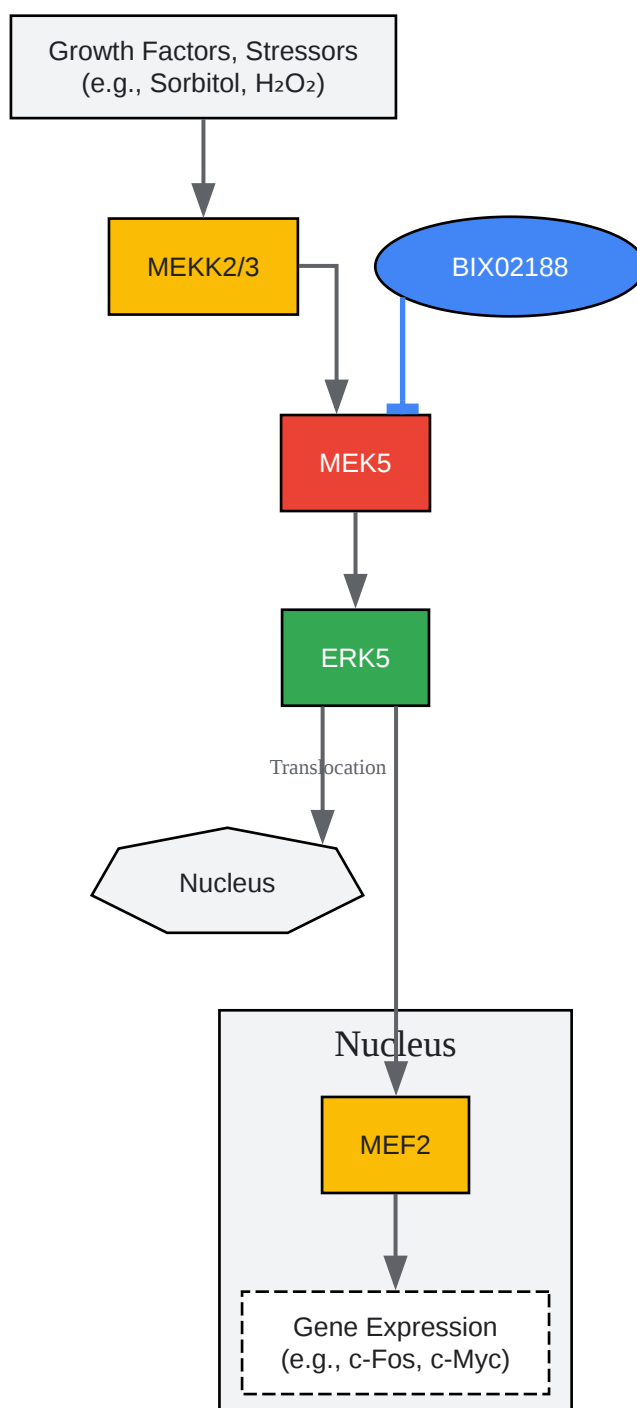 Growth Factors, Stressors
(e.g., Sorbitol, H₂O₂)
MEKK2/3
BIX02188
MEK5
ERK5
Translocation
Nucleus
Nucleus
MEF2
Gene Expression
(e.g., c-Fos, c-Myc)